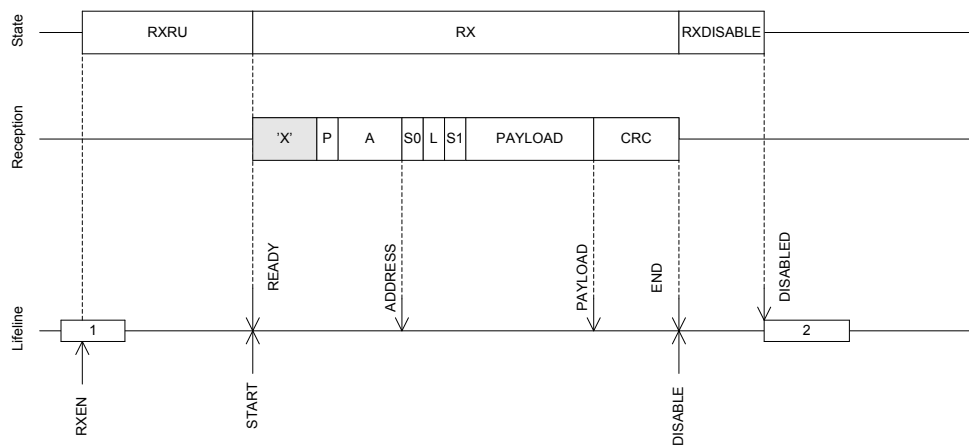 State
RXRU
RX
RXDISABLE
Reception
'X'
P
A
S0
L
S1
PAYLOAD
CRC
READY
ADDRESS
PAYLOAD
END
DISABLED
Lifeline
1
2
RXEN
START
DISABLE